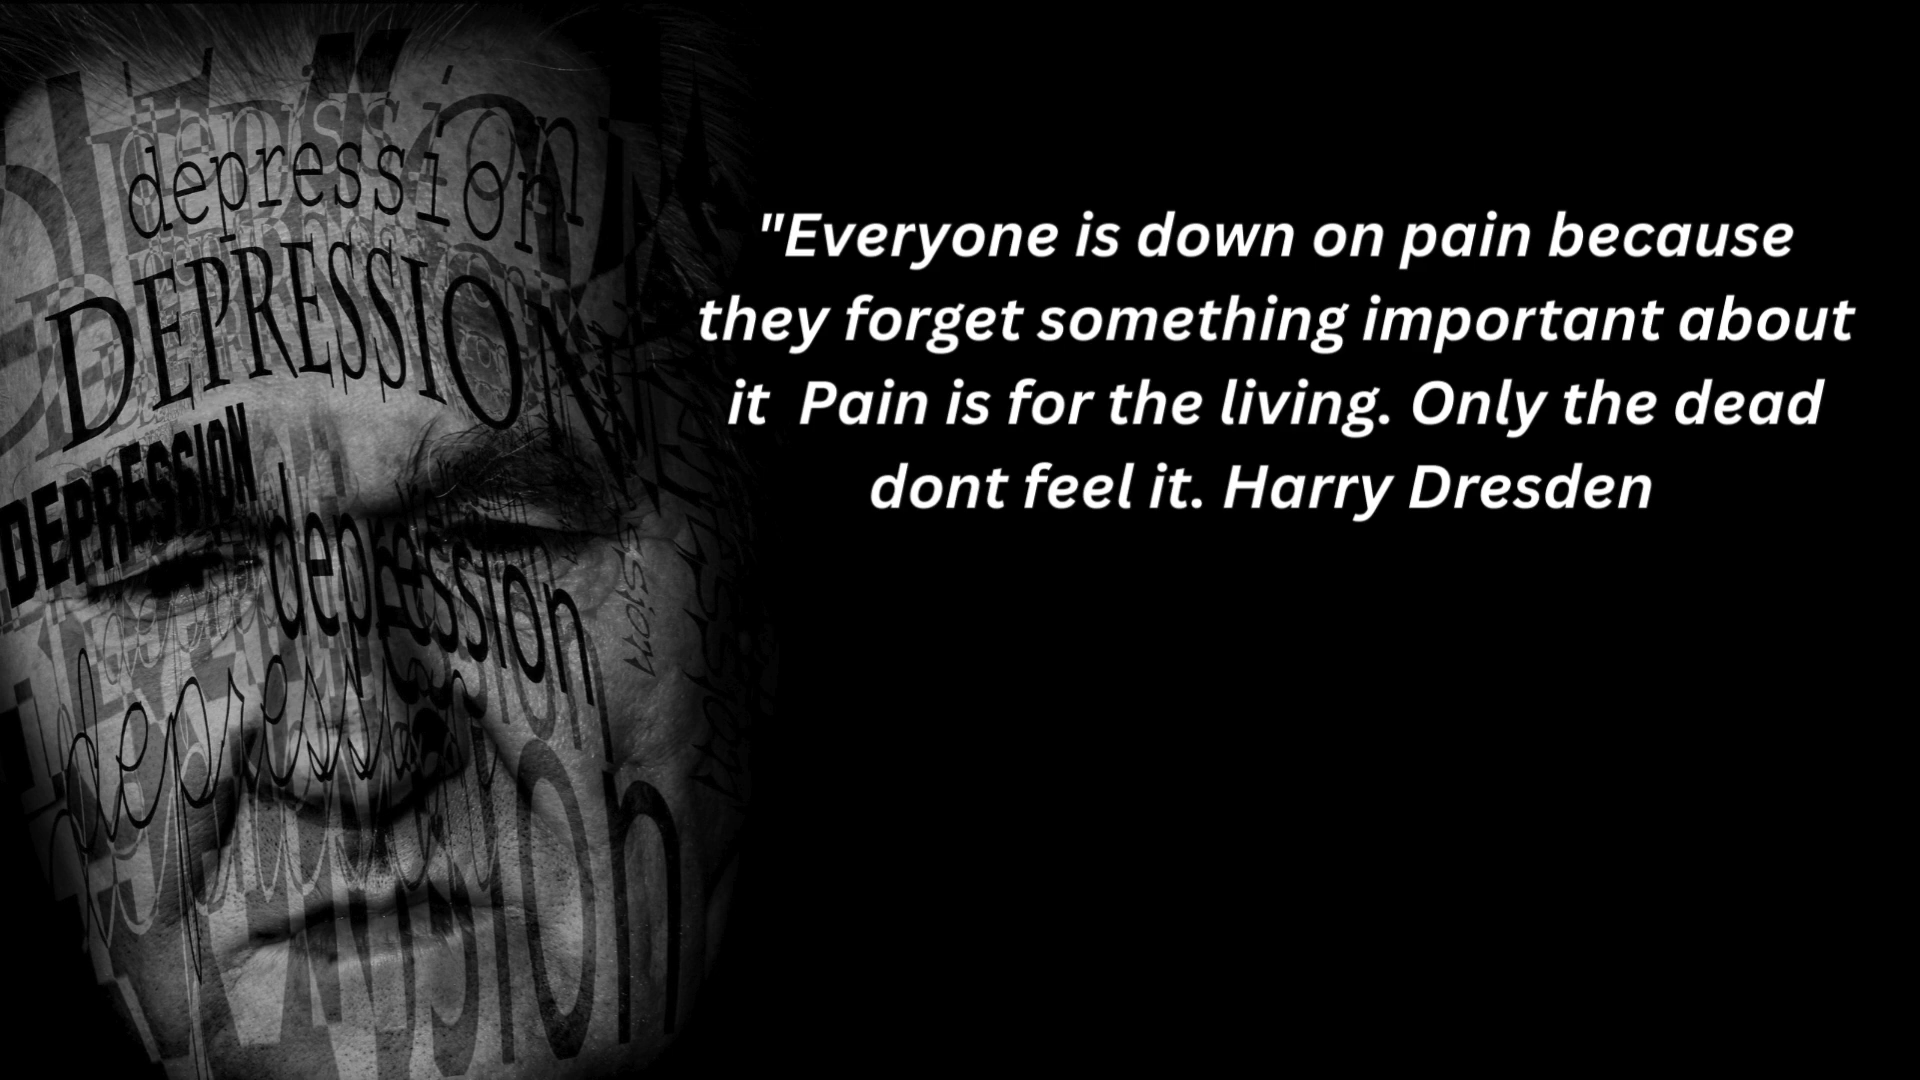 depression
DEPRESSION
DEPRESSION
depression
depression
ssion
"Everyone is down on pain because
they forget something important about
it  Pain is for the living. Only the dead
dont feel it. Harry Dresden